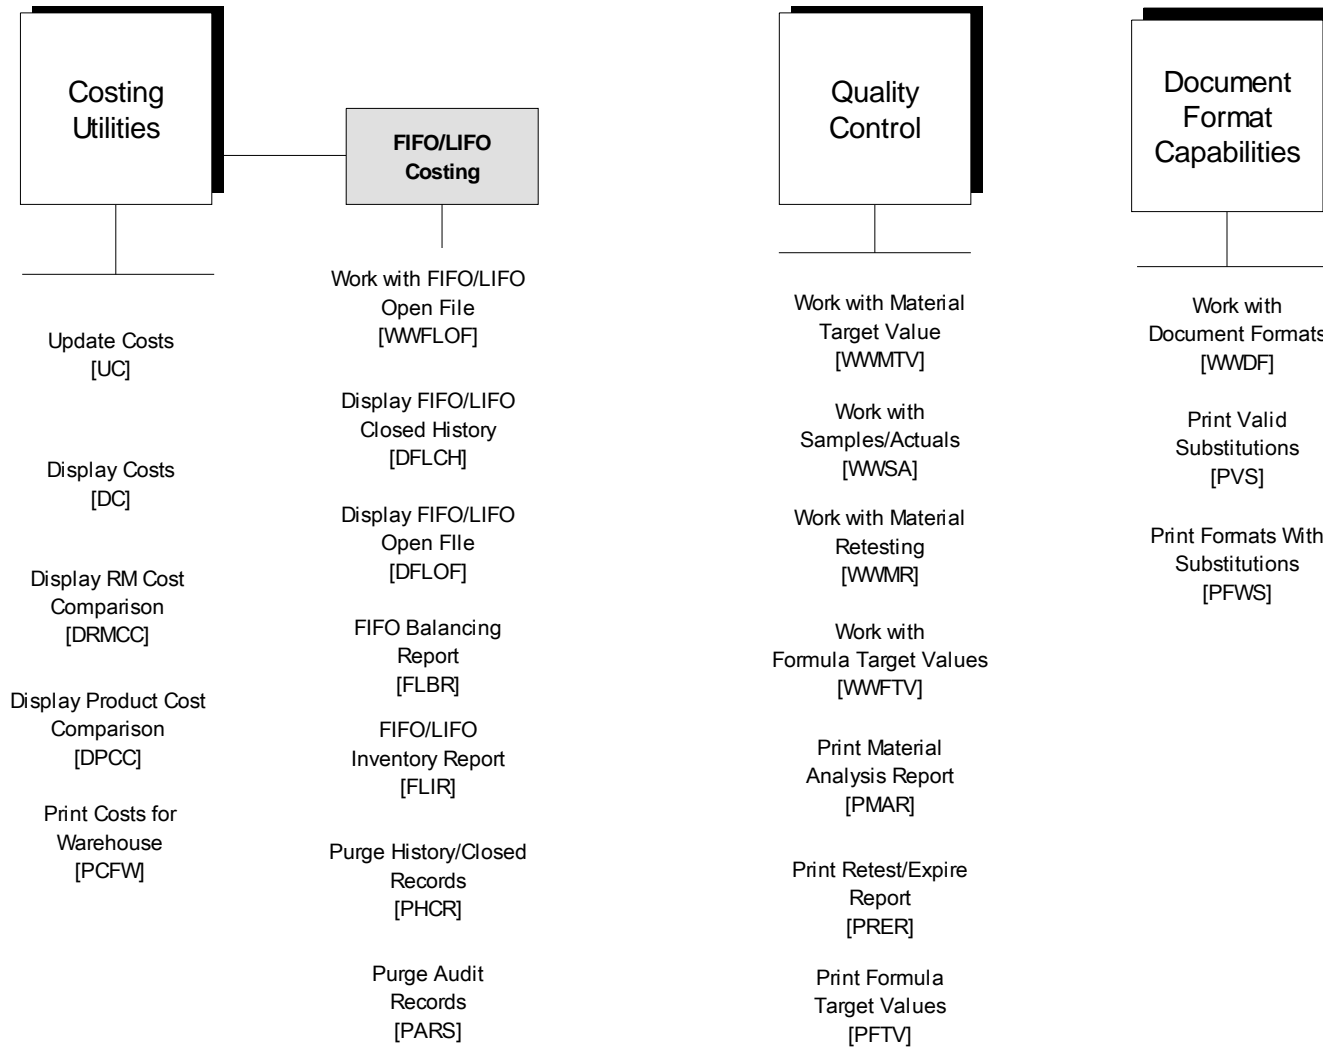 Costing
Utilities
Update Costs
[UC]
Display Costs
[DC]
Display RM Cost
Comparison
[DRMCC]
Display Product Cost
Comparison
[DPCC]
Print Costs for
Warehouse
[PCFW]
FIFO/LIFO
Costing
Work with FIFO/LIFO
Open File
[WWFLOF]
Display FIFO/LIFO
Closed History
[DFLCH]
Display FIFO/LIFO
Open FIle
[DFLOF]
FIFO Balancing
Report
[FLBR]
FIFO/LIFO
Inventory Report
[FLIR]
Purge History/Closed
Records
[PHCR]
Purge Audit
Records
[PARS]
Quality
Control
Work with Material
Target Value
[WWMTV]
Work with
Samples/Actuals
[WWSA]
Work with Material
Retesting
[WWMR]
Work with
Formula Target Values
[WWFTV]
Print Material
Analysis Report
[PMAR]
Print Retest/Expire
Report
[PRER]
Print Formula
Target Values
[PFTV]
Document
Format
Capabilities
Work with
Document Formats
[WWDF]
Print Valid
Substitutions
[PVS]
Print Formats With
Substitutions
[PFWS]